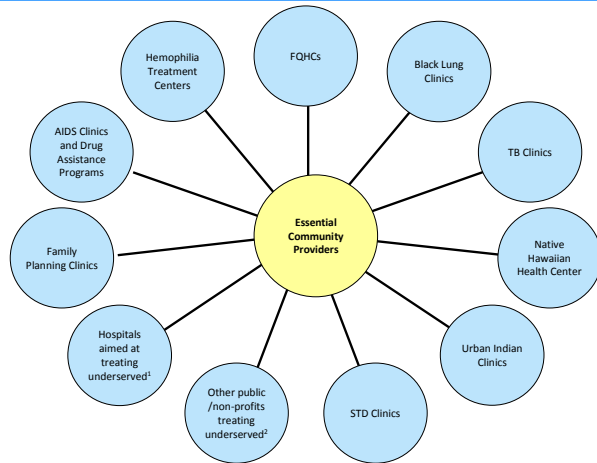 Hemophilia
Treatment
Centers
FQHCs
Black Lung
Clinics
AIDS Clinics
and Drug
Assistance
Programs
TB Clinics
Essential
Community
Providers
Family
Planning Clinics
Native
Hawaiian
Health Center
Hospitals
aimed at
treating
underserved¹
Urban Indian
Clinics
Other public
/non-profits
treating
underserved²
STD Clinics